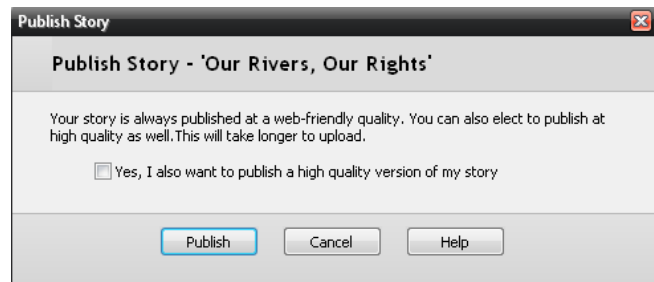 Publish Story
Publish Story - 'Our Rivers, Our Rights'
Your story is always published at a web-friendly quality. You can also elect to publish at
high quality as well.This will take longer to upload.
Yes, I also want to publish a high quality version of my story
Publish Cancel Help